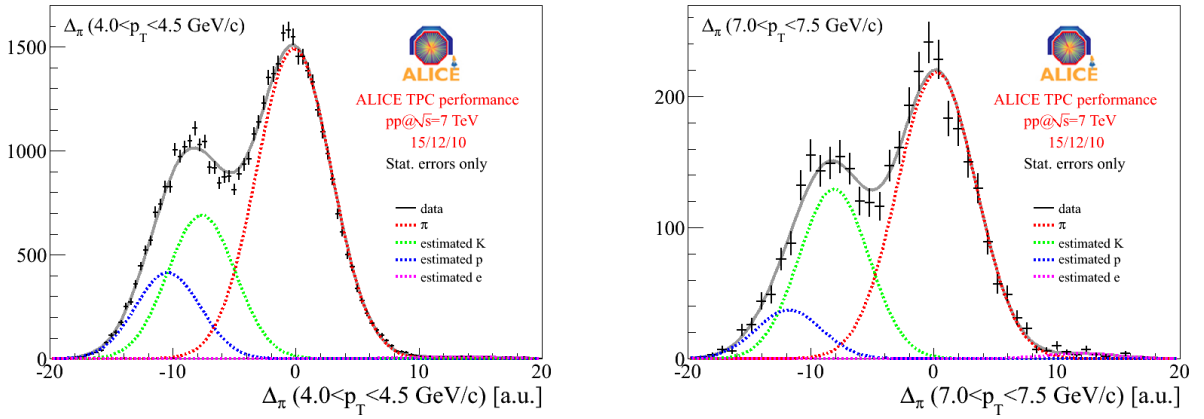 Δπ (4.0<pT<4.5 GeV/c)
1500
1000
500
0
ALICE
ALICE TPC performance
pp@√s=7 TeV
15/12/10
Stat. errors only
data
π
estimated K
estimated p
estimated e
-20 -10 0 10 20
Δπ (4.0<pT<4.5 GeV/c) [a.u.]
Δπ (7.0<pT<7.5 GeV/c)
200
100
0
ALICE
ALICE TPC performance
pp@√s=7 TeV
15/12/10
Stat. errors only
data
π
estimated K
estimated p
estimated e
-20 -10 0 10 20
Δπ (7.0<pT<7.5 GeV/c) [a.u.]